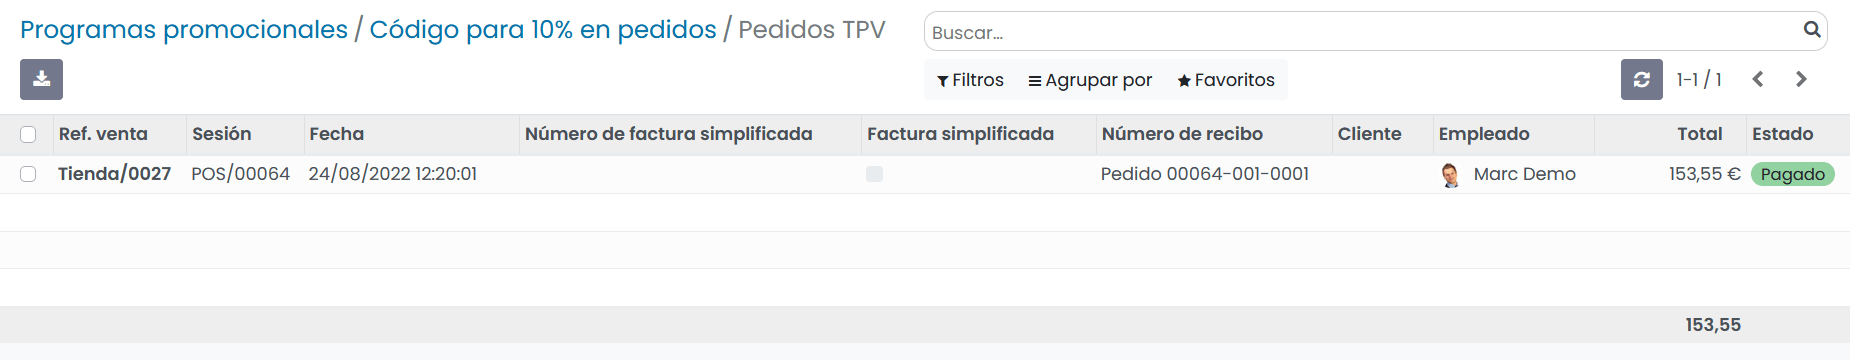 Programas promocionales / Código para 10% en pedidos / Pedidos TPV
Buscar...
Filtros Agrupar por Favoritos 1-1 / 1
Ref. venta Sesión Fecha Número de factura simplificada Factura simplificada Número de recibo Cliente Empleado Total Estado
Tienda/0027 POS/00064 24/08/2022 12:20:01 Pedido 00064-001-0001 Marc Demo 153,55 € Pagado
153,55